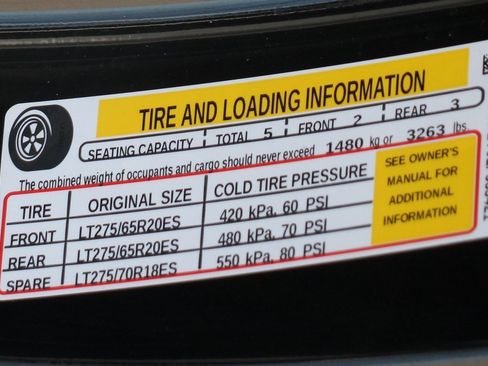 TIRE AND LOADING INFORMATION
SEATING CAPACITY TOTAL 5 FRONT 2 REAR 3
The combined weight of occupants and cargo should never exceed 1480 kg or 3263 lbs
TIRE ORIGINAL SIZE COLD TIRE PRESSURE
FRONT LT275/65R20ES 420 kPa, 60 PSI
REAR LT275/65R20ES 480 kPa, 70 PSI
SPARE LT275/70R18ES 550 kPa, 80 PSI
SEE OWNER'S
MANUAL FOR
ADDITIONAL
INFORMATION